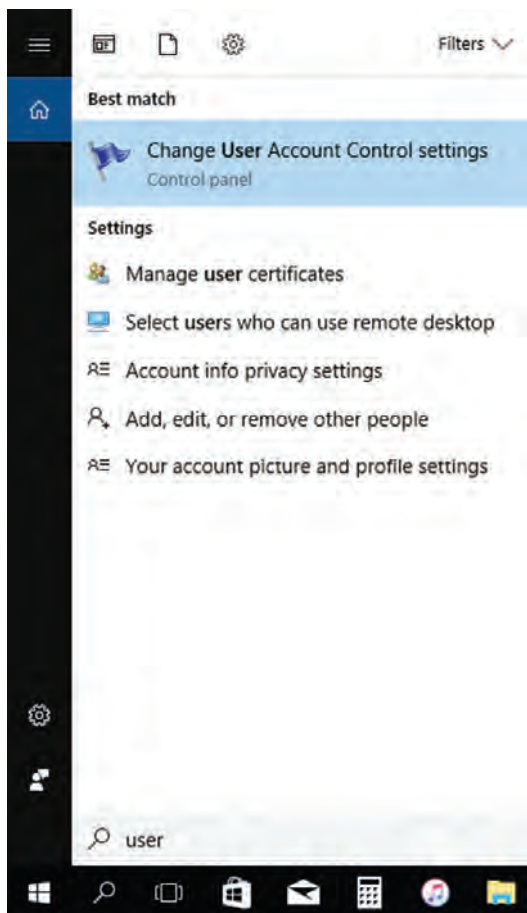 Filters
Best match
Change User Account Control settings
Control panel
Settings
Manage user certificates
Select users who can use remote desktop
Account info privacy settings
Add, edit, or remove other people
Your account picture and profile settings
user